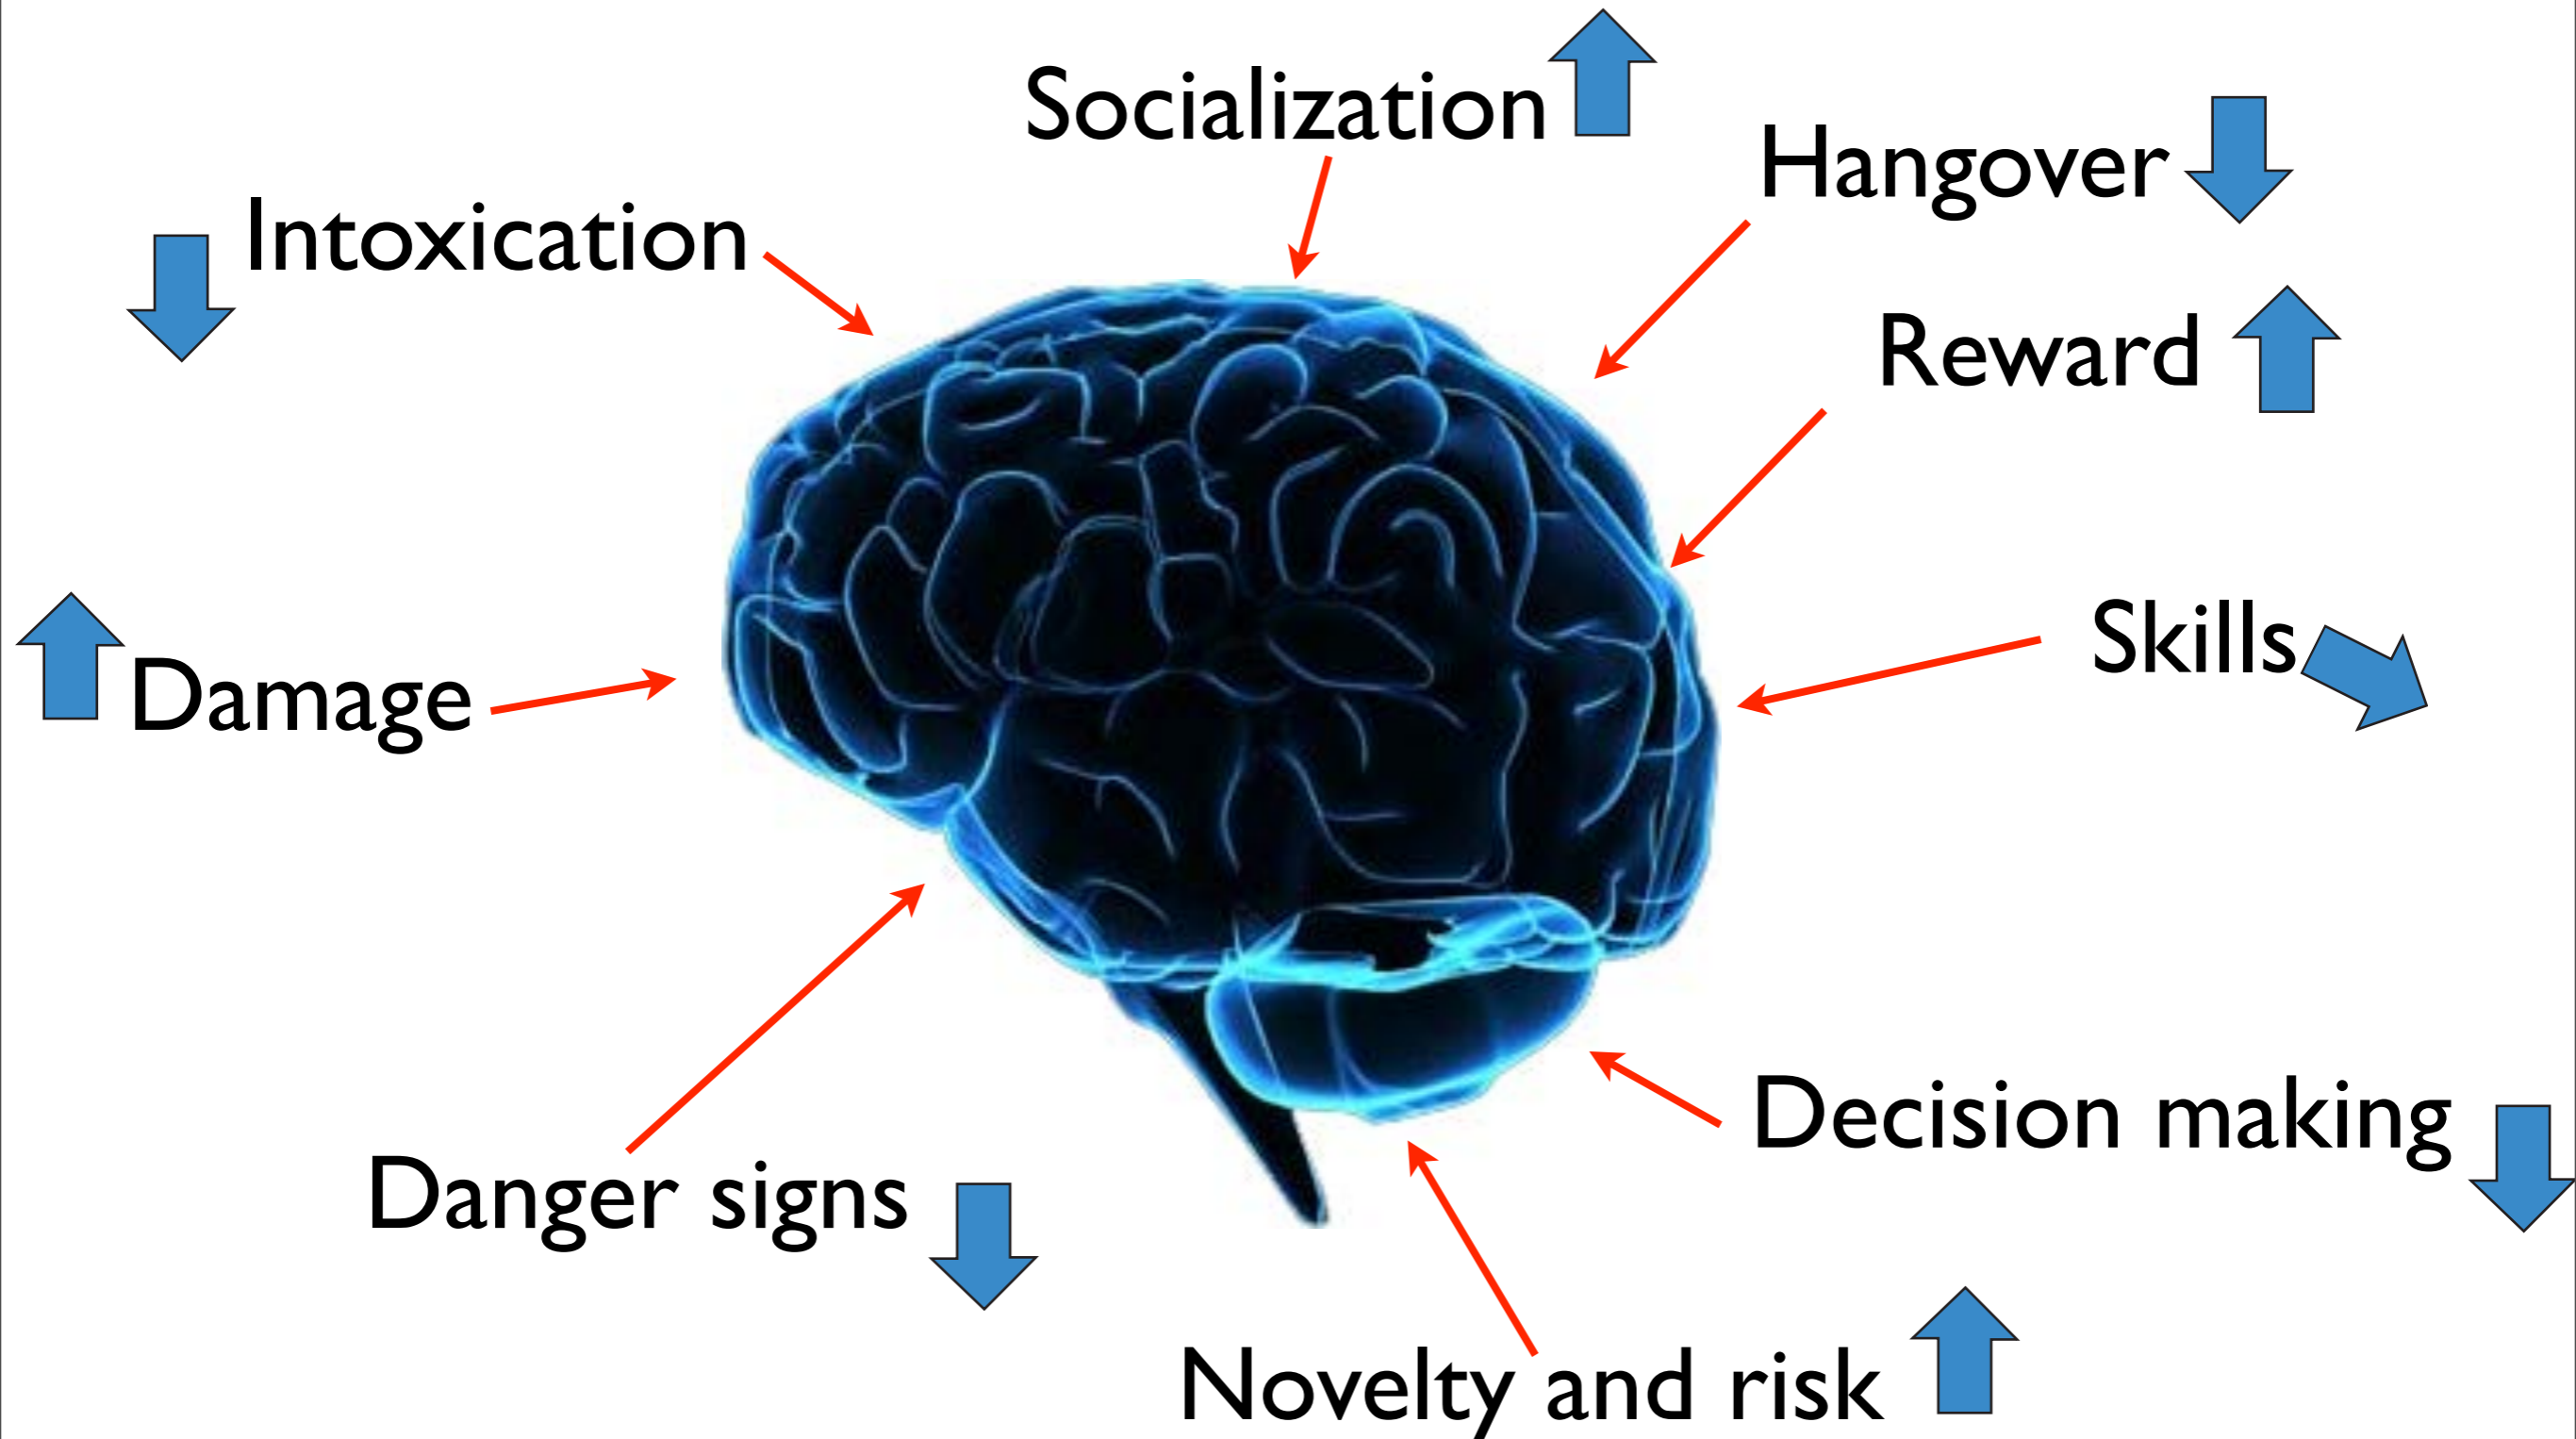 Socialization
Hangover
Intoxication
Reward
Skills
Damage
Decision making
Danger signs
Novelty and risk